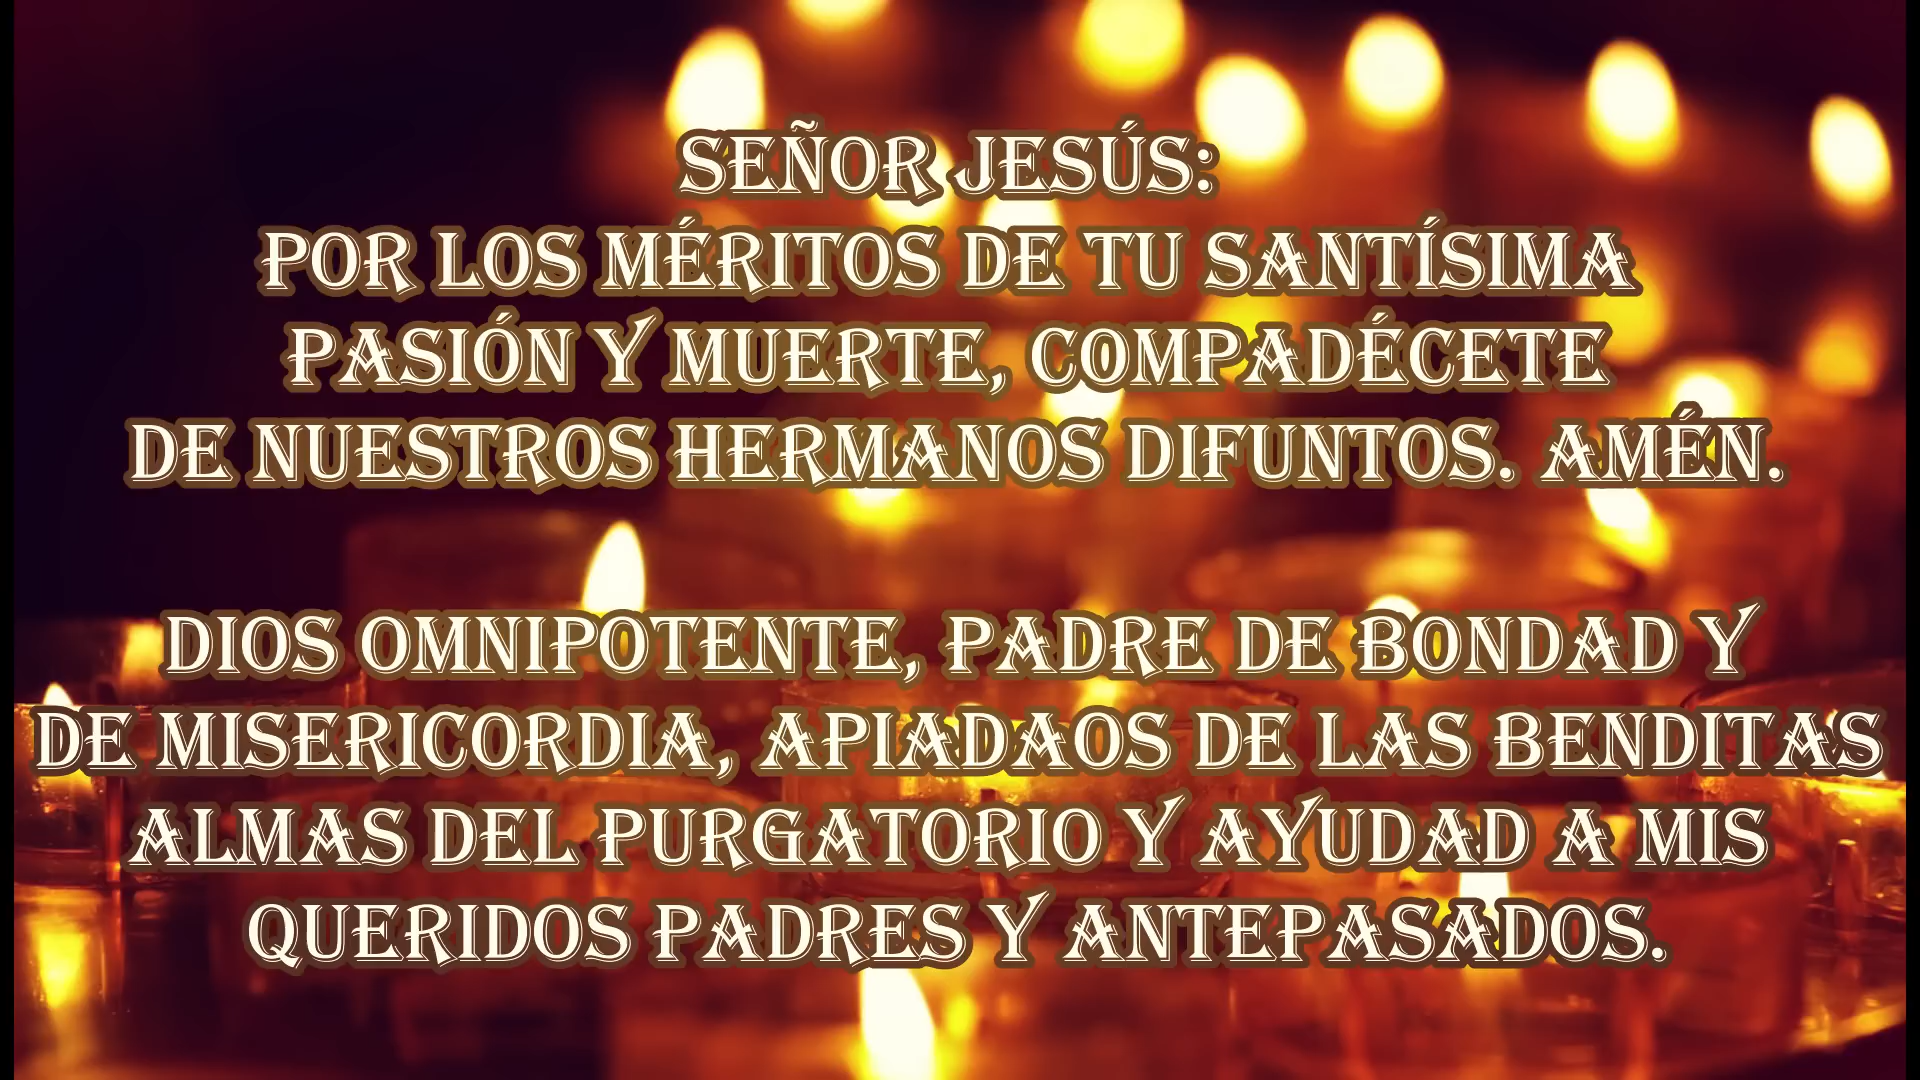 SEÑOR JESÚS:
POR LOS MÉRITOS DE TU SANTÍSIMA
PASIÓN Y MUERTE, COMPADÉCETE
DE NUESTROS HERMANOS DIFUNTOS. AMÉN.
DIOS OMNIPOTENTE, PADRE DE BONDAD Y
DE MISERICORDIA, APIADAOS DE LAS BENDITAS
ALMAS DEL PURGATORIO Y AYUDAD A MIS
QUERIDOS PADRES Y ANTEPASADOS.